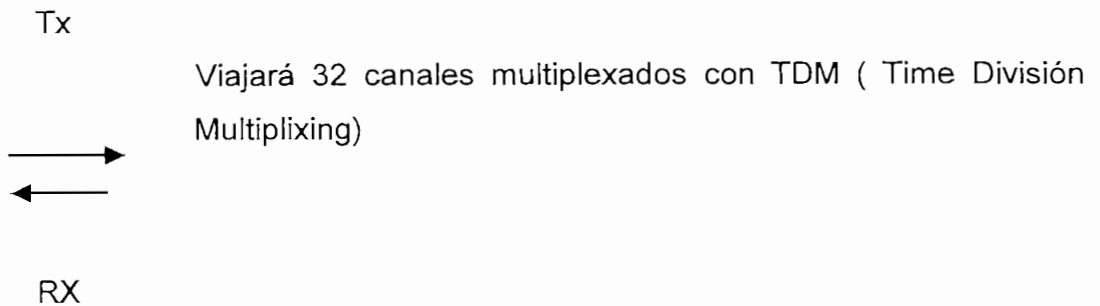 Tx
Viajará 32 canales multiplexados con TDM ( Time División
Multiplixing)
RX